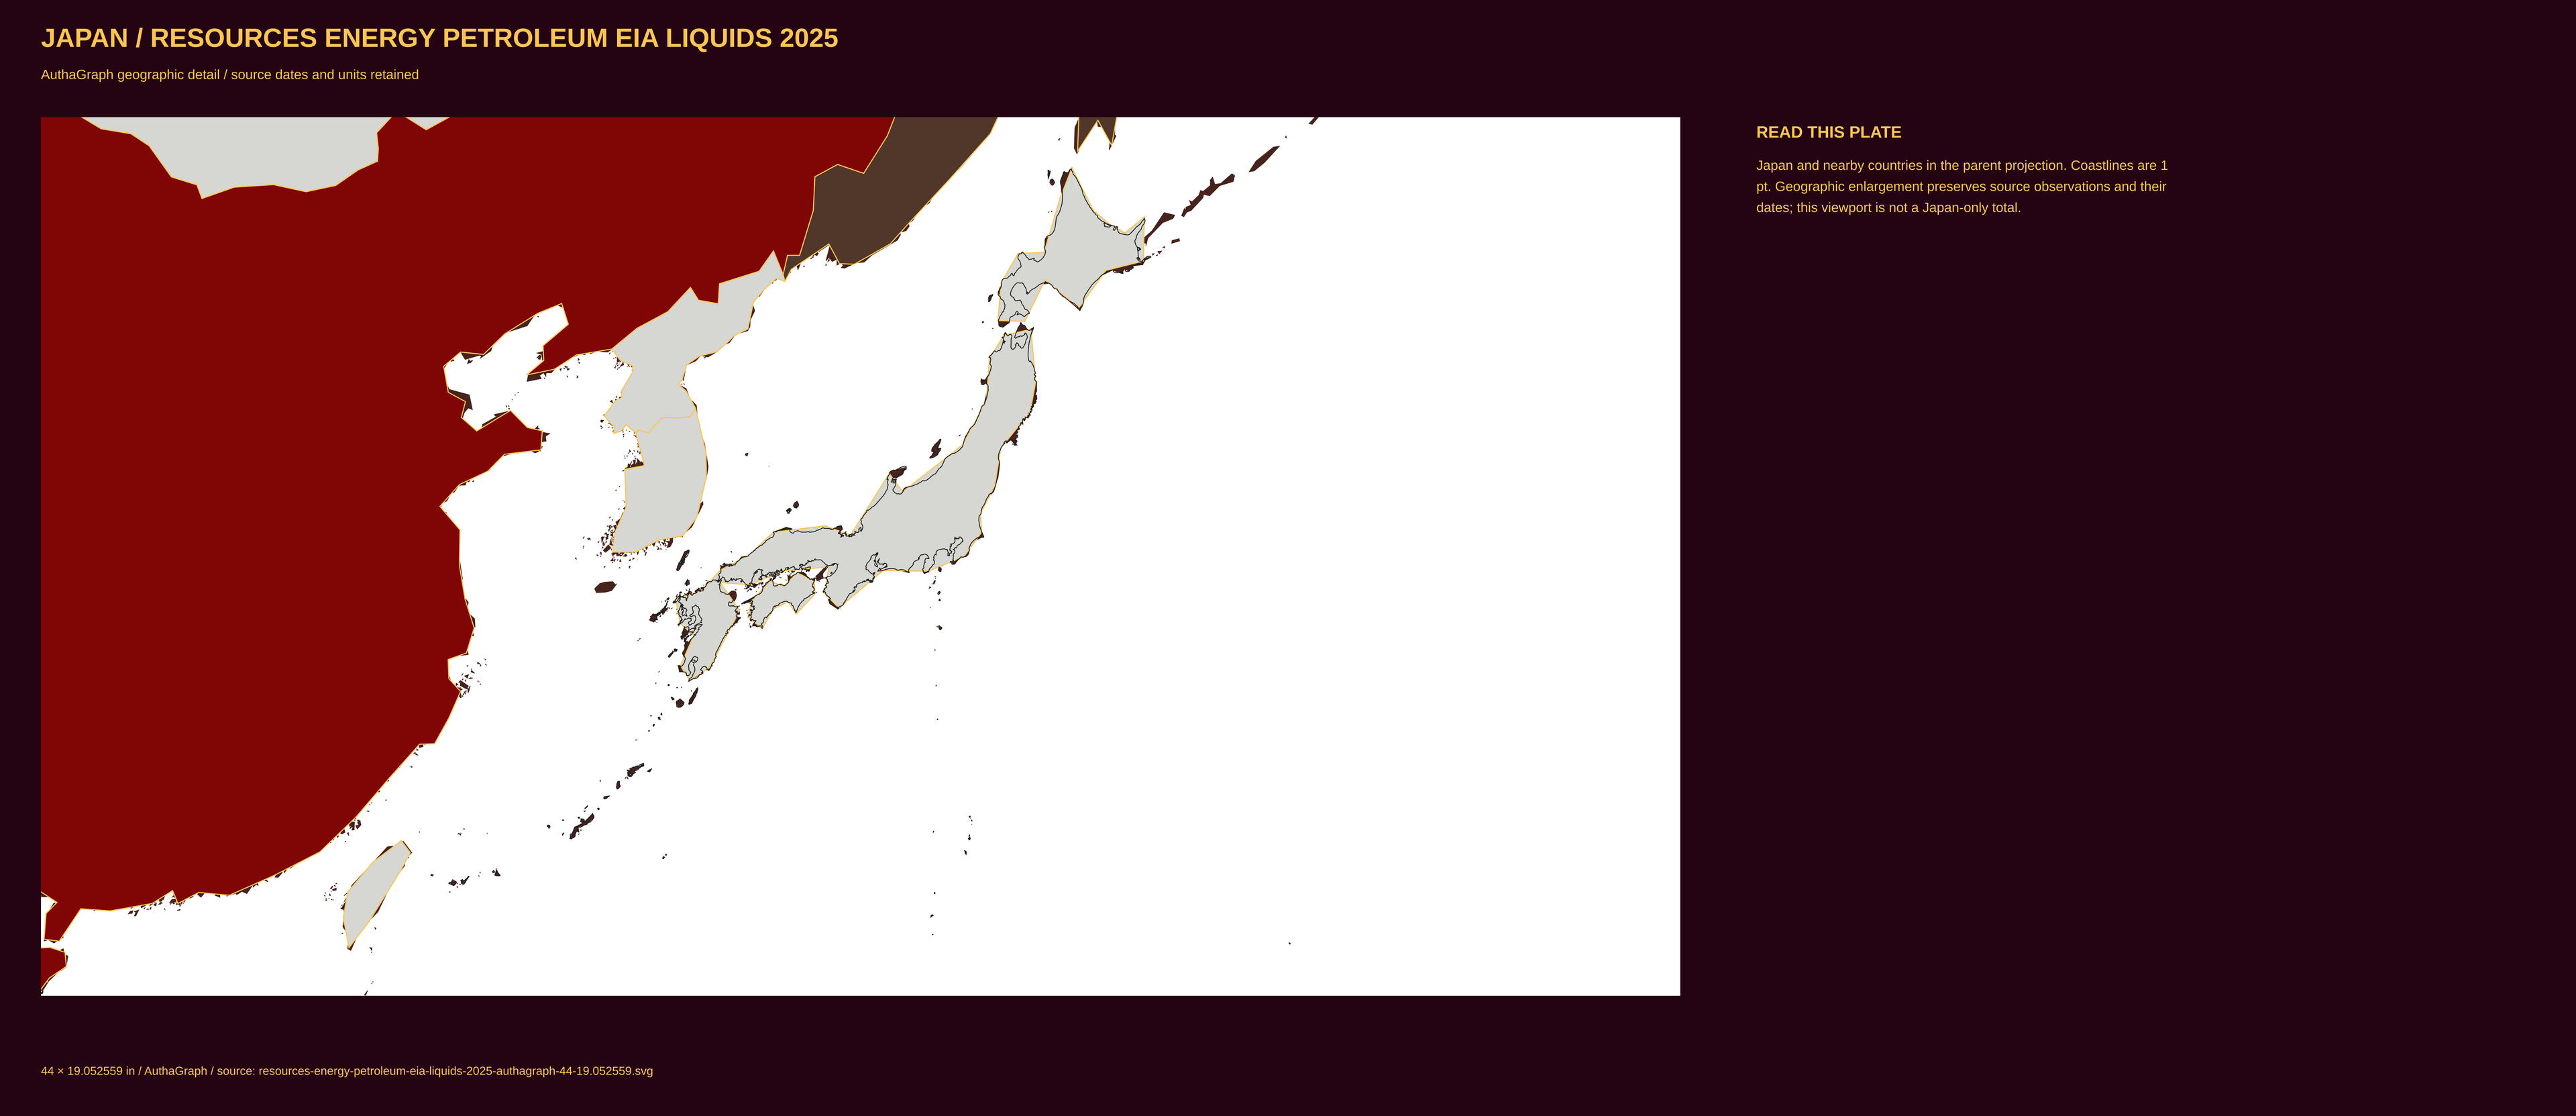 JAPAN / RESOURCES ENERGY PETROLEUM EIA LIQUIDS 2025
AuthaGraph geographic detail / source dates and units retained
READ THIS PLATE
Japan and nearby countries in the parent projection. Coastlines are 1
pt. Geographic enlargement preserves source observations and their
dates; this viewport is not a Japan-only total.
44 × 19.052559 in / AuthaGraph / source: resources-energy-petroleum-eia-liquids-2025-authagraph-44-19.052559.svg